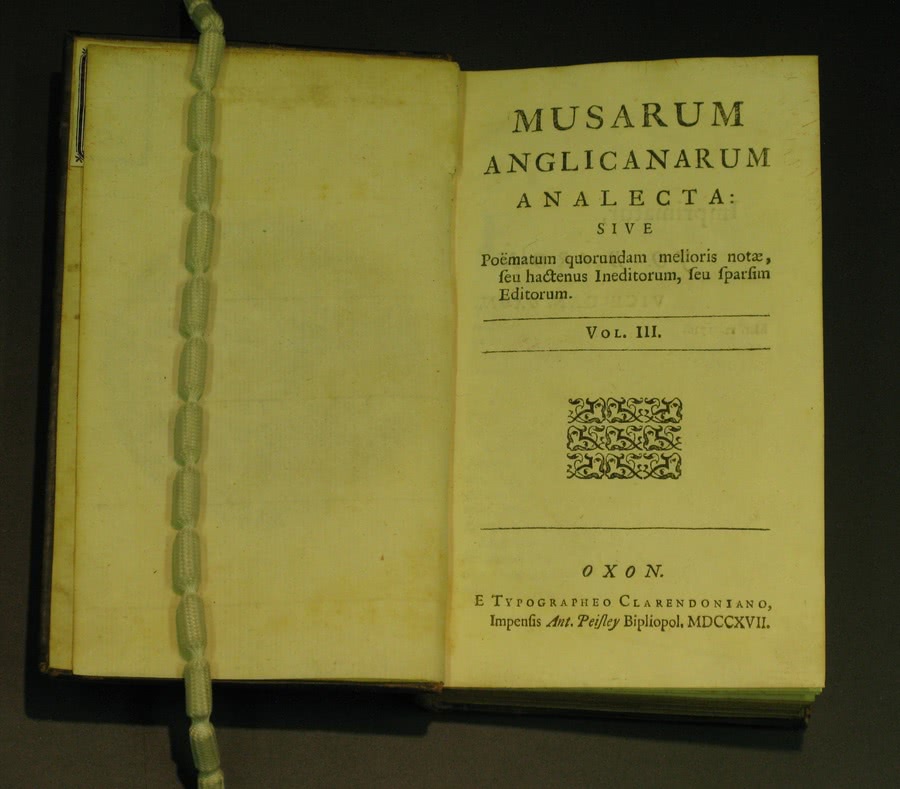 MUSARUM
ANGLICANARUM
ANALECTA:
SIVE
Poëmatum quorundam melioris notæ,
ſeu hactenus Ineditorum, ſeu ſparſim
Editorum.
VOL. III.
OXON.
E TYPOGRAPHEO CLARENDONIANO,
Impenſis Ant. Peiſley Bipliopol. MDCCXVII.